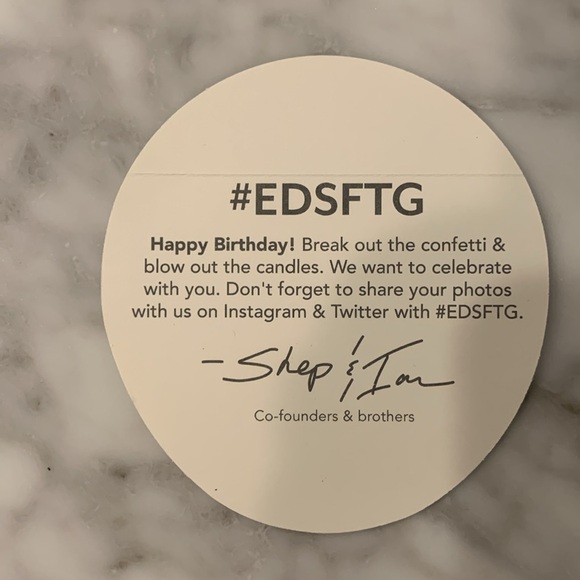 #EDSFTG
Happy Birthday! Break out the confetti &
blow out the candles. We want to celebrate
with you. Don't forget to share your photos
with us on Instagram & Twitter with #EDSFTG.
-Shep & Ian
Co-founders & brothers